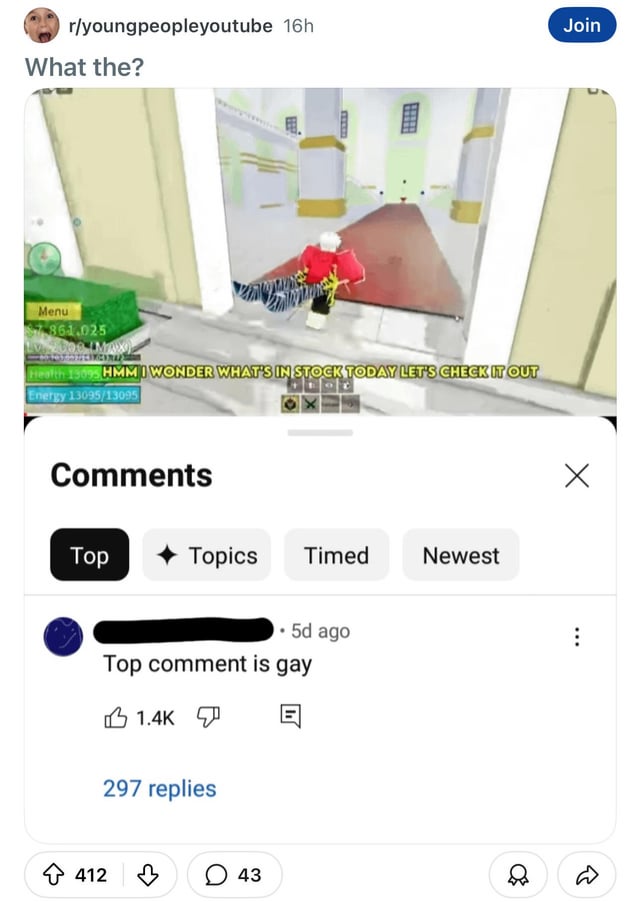 r/youngpeopleyoutube 16h
Join
What the?
Menu
$7,861,025
Lv. 2600 (MAX)
Health 13095
HMM I WONDER WHAT'S IN STOCK TODAY LET'S CHECK IT OUT
Energy 13095/13095
Comments
Top
Topics
Timed
Newest
• 5d ago
Top comment is gay
1.4K
297 replies
412
43